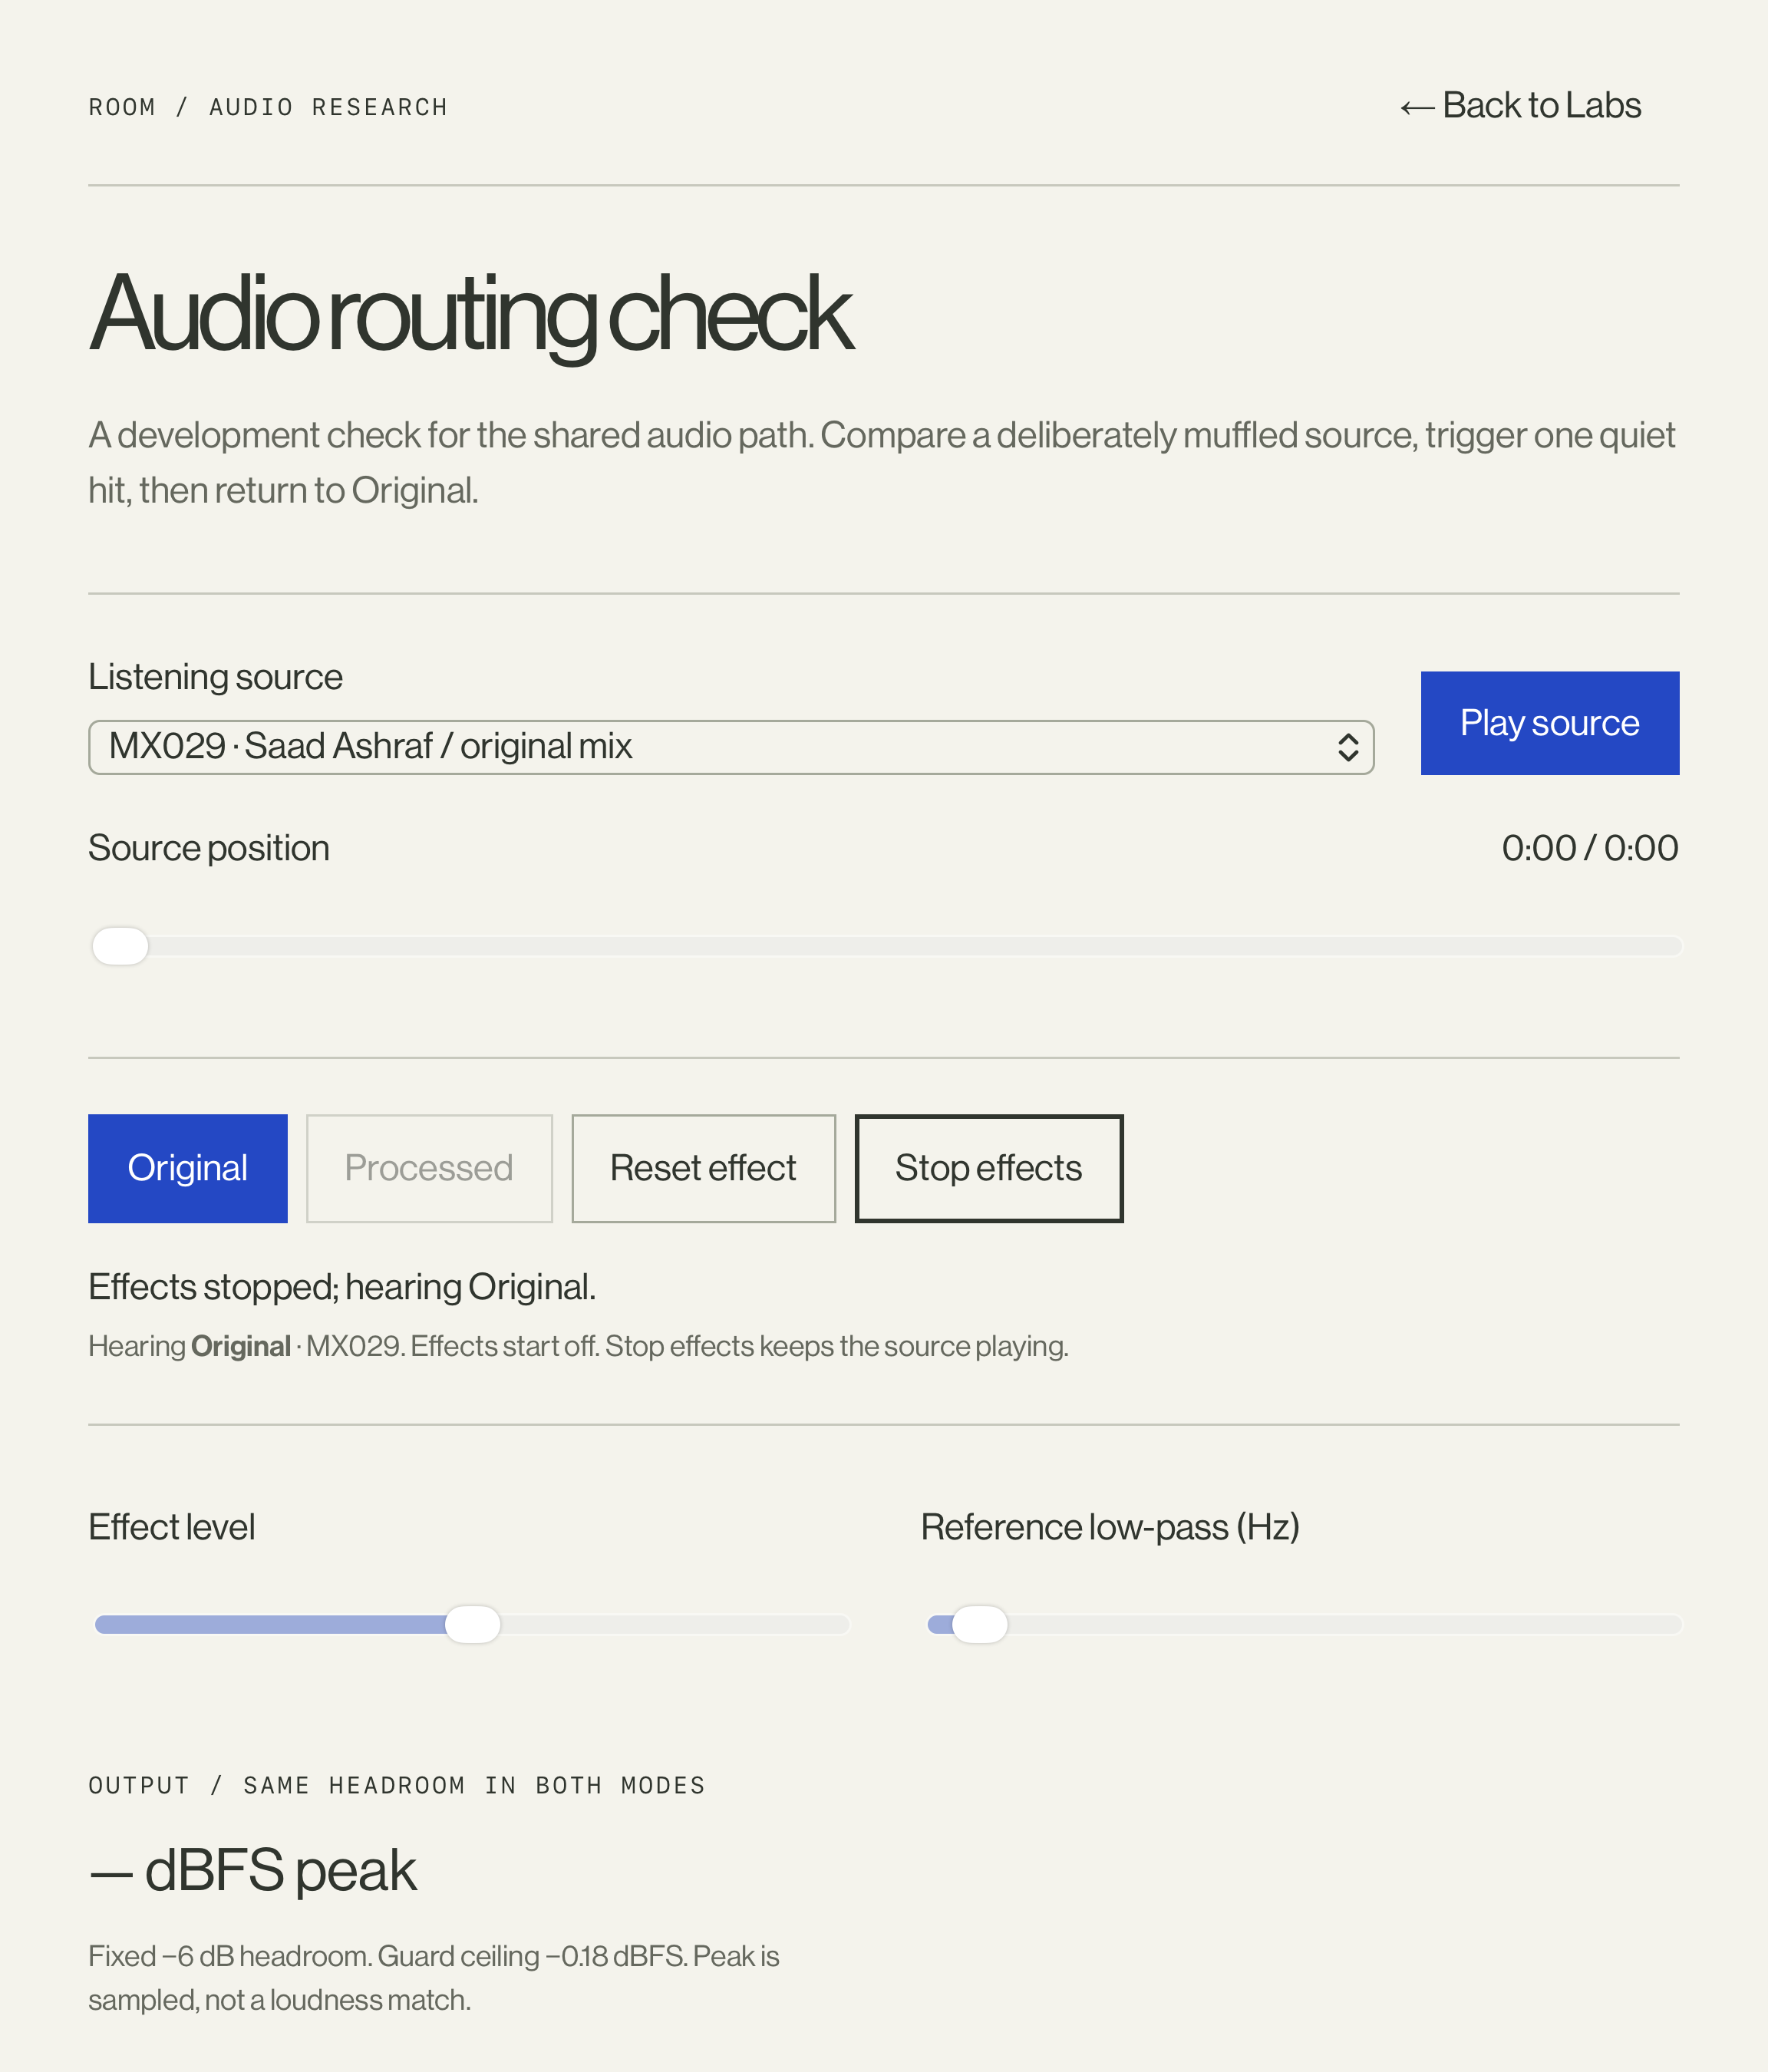 ROOM / AUDIO RESEARCH
← Back to Labs
Audio routing check
A development check for the shared audio path. Compare a deliberately muffled source, trigger one quiet
hit, then return to Original.
Listening source
MX029 · Saad Ashraf / original mix
Play source
Source position
0:00 / 0:00
Original
Processed
Reset effect
Stop effects
Effects stopped; hearing Original.
Hearing Original · MX029. Effects start off. Stop effects keeps the source playing.
Effect level
Reference low-pass (Hz)
OUTPUT / SAME HEADROOM IN BOTH MODES
— dBFS peak
Fixed −6 dB headroom. Guard ceiling −0.18 dBFS. Peak is
sampled, not a loudness match.